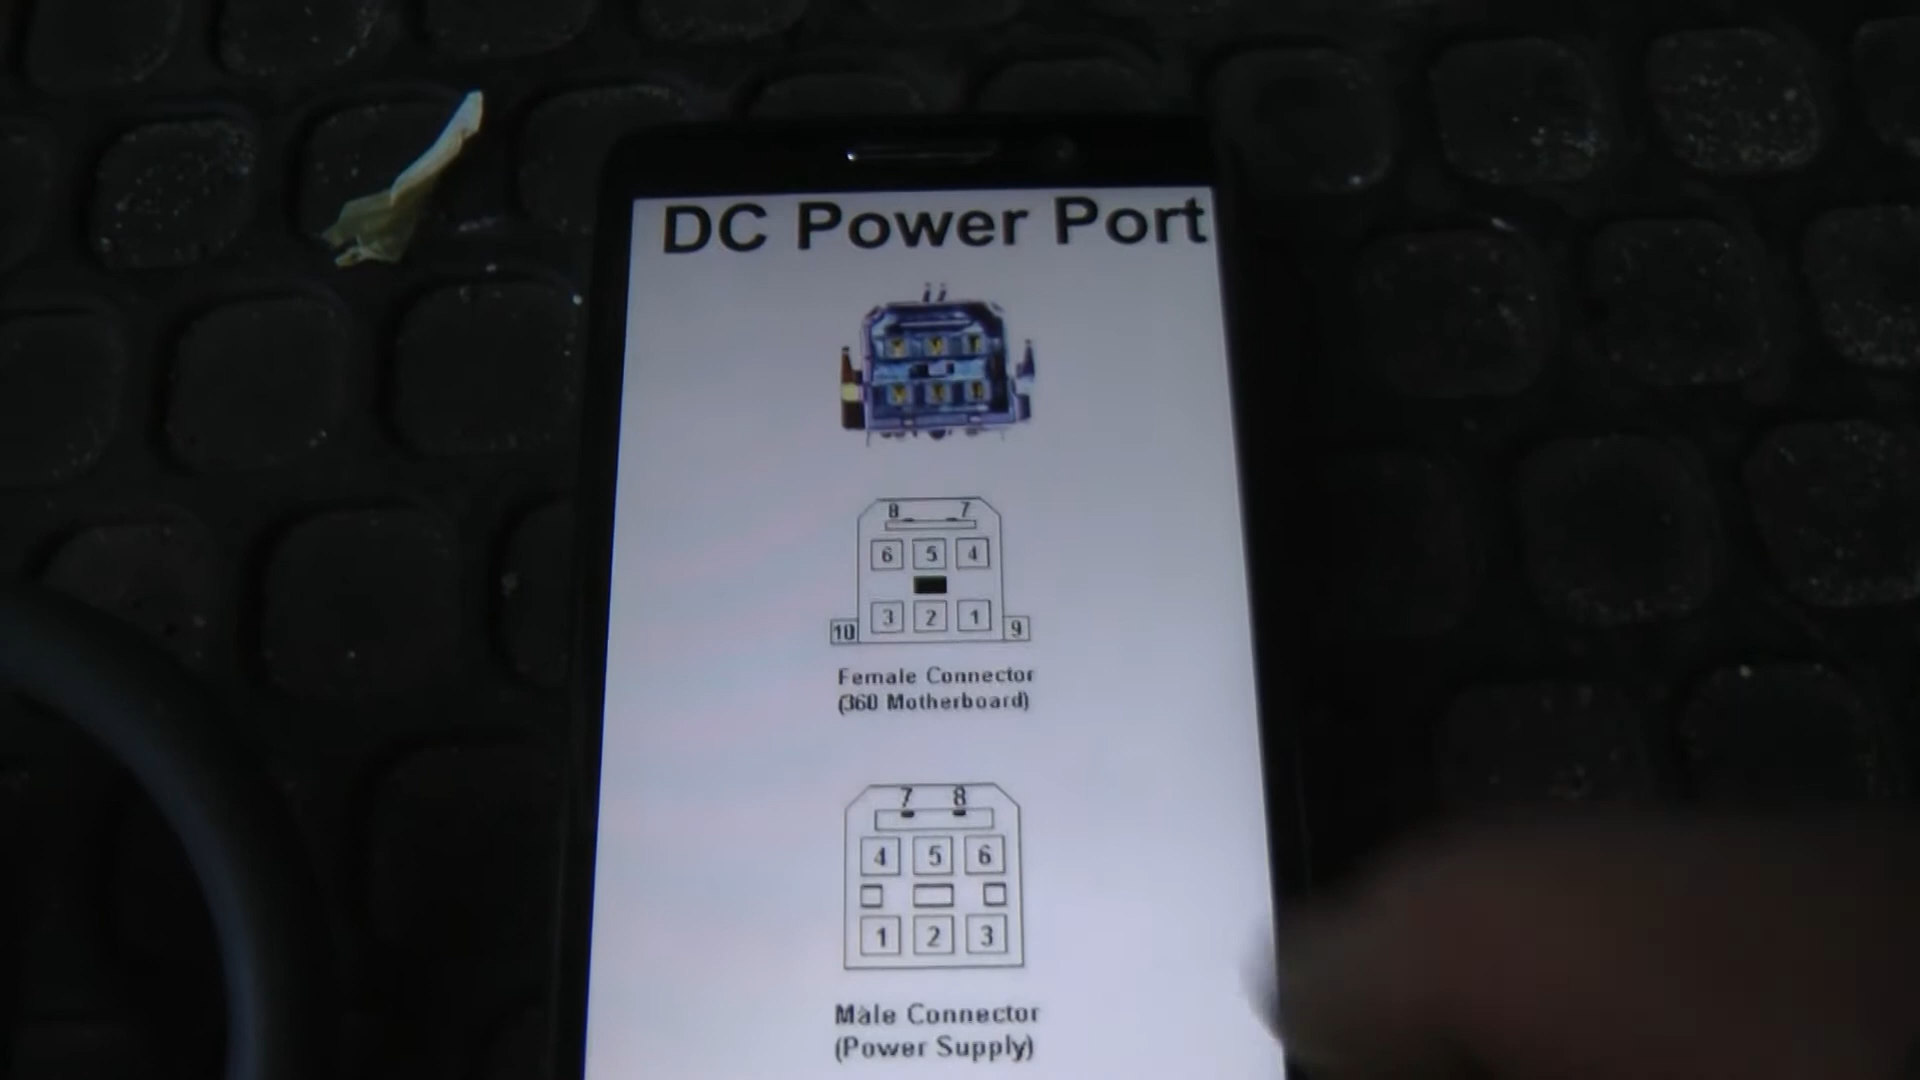 DC Power Port
8 7
6 5 4
3 2 1
10 9
Female Connector
(360 Motherboard)
7 8
4 5 6
1 2 3
Male Connector
(Power Supply)